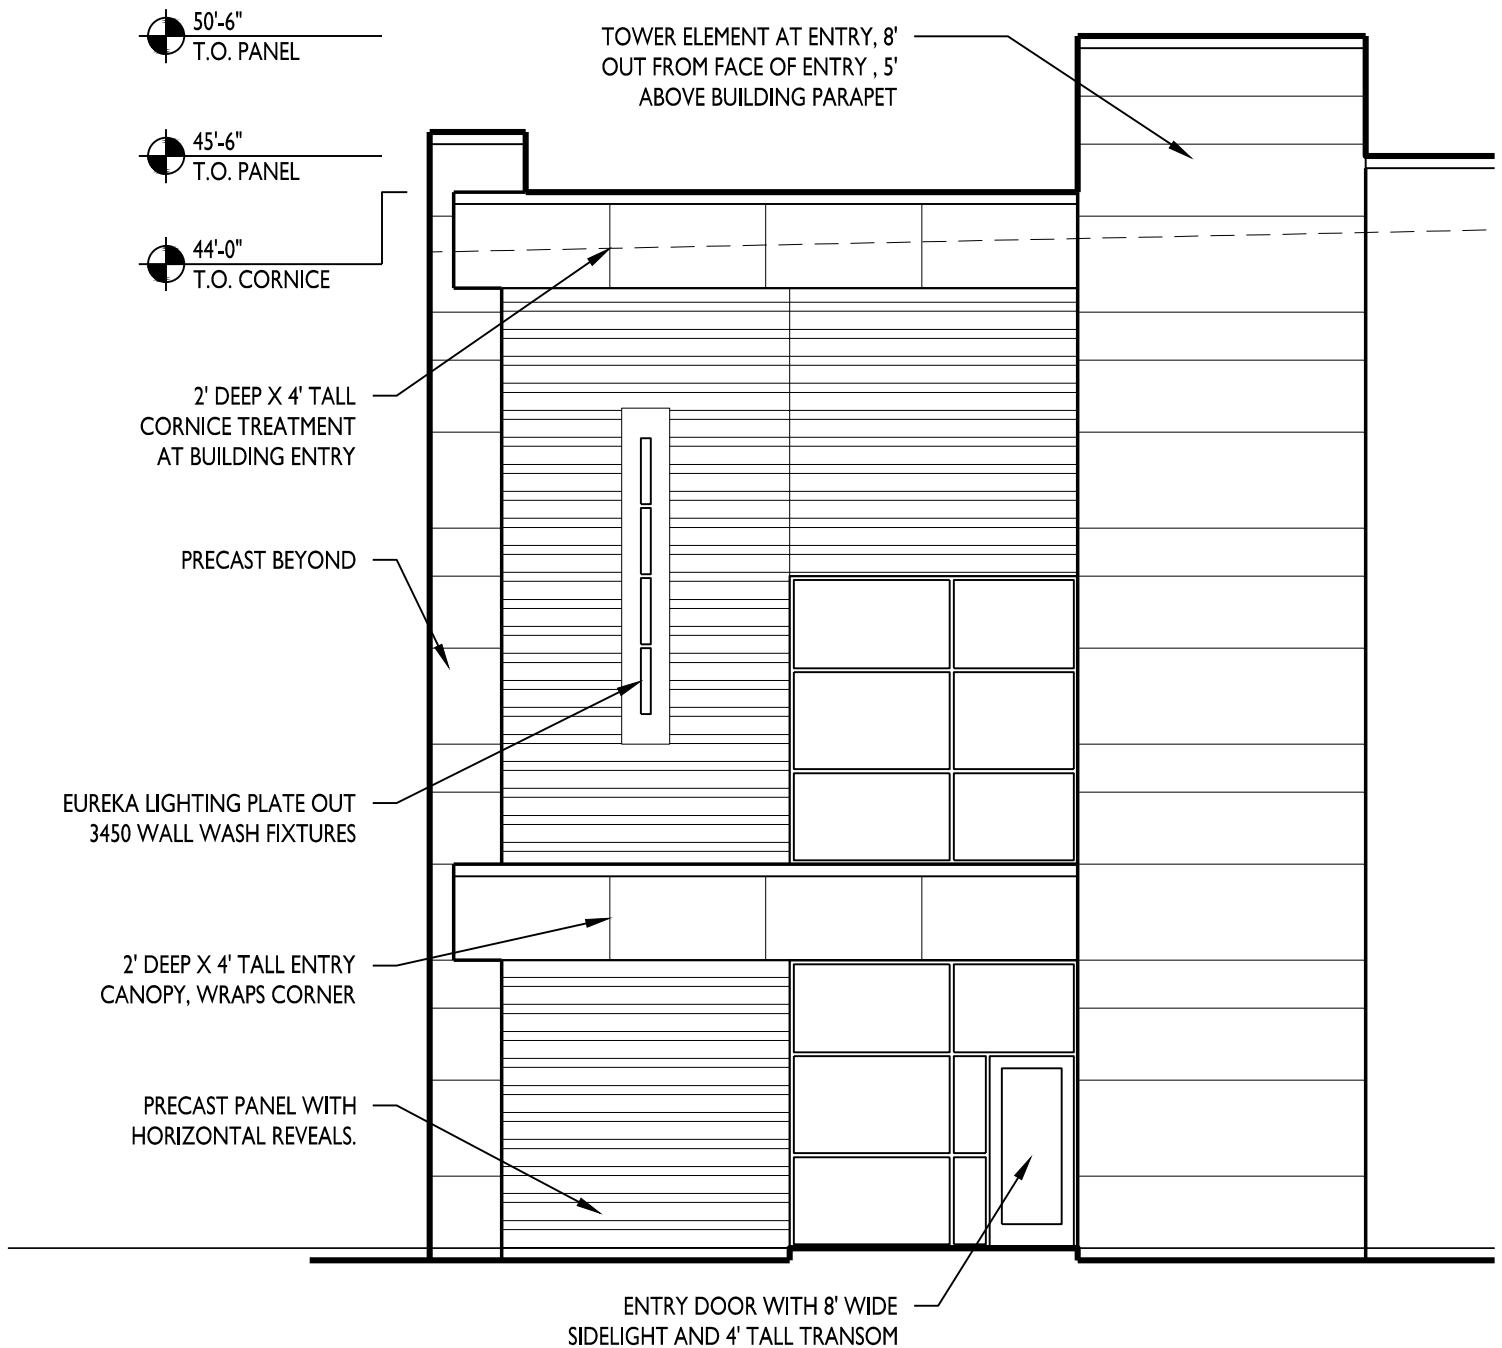 50'-6"
T.O. PANEL
45'-6"
T.O. PANEL
44'-0"
T.O. CORNICE
TOWER ELEMENT AT ENTRY, 8'
OUT FROM FACE OF ENTRY , 5'
ABOVE BUILDING PARAPET
2' DEEP X 4' TALL
CORNICE TREATMENT
AT BUILDING ENTRY
PRECAST BEYOND
EUREKA LIGHTING PLATE OUT
3450 WALL WASH FIXTURES
2' DEEP X 4' TALL ENTRY
CANOPY, WRAPS CORNER
PRECAST PANEL WITH
HORIZONTAL REVEALS.
ENTRY DOOR WITH 8' WIDE
SIDELIGHT AND 4' TALL TRANSOM